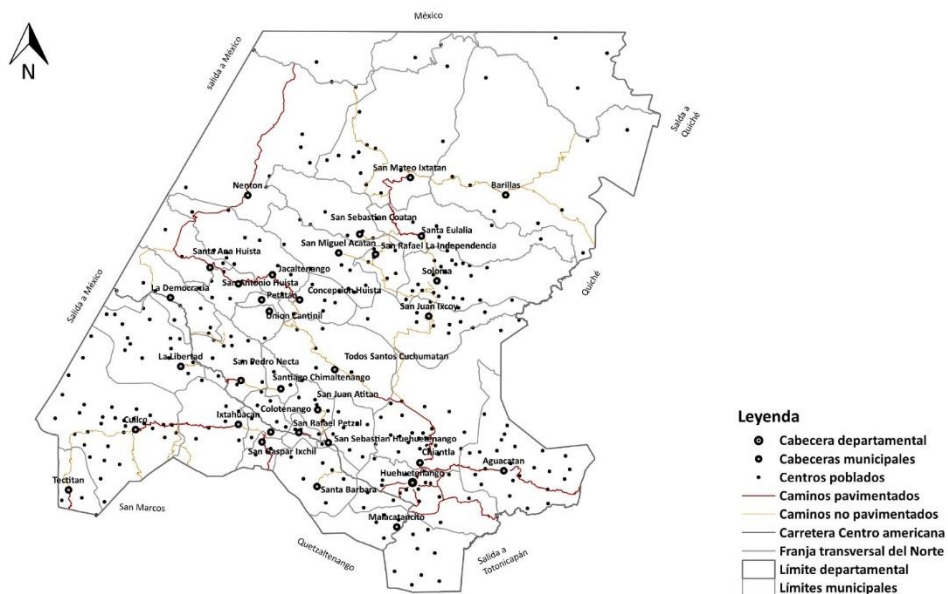 México
salida a México
N
Salda a
Quiché
San Mateo Ixtatan
Nenton
Barillas
San Sebastian Coatan
Santa Eulalia
San Miguel Acatan
San Rafael La Independencia
Santa Ana Huista
Jacaltenango
Soloma
San Antonio Huista
Quiché
La Democracia
Petatan
Concepcion Huista
Salida a México
Union Cantinil
San Juan Ixcoy
La Libertad
San Pedro Necta
Todos Santos Cuchumatan
Santiago Chimaltenango
San Juan Atitan
Colotenango
Ixtahuacan
Cuilco
San Rafael Petzal
San Sebastian Huehuetenango
San Gaspar Ixchil
Chiantla
Aguacatan
Huehuetenango
Tectitan
Santa Barbara
San Marcos
Malacatancito
Quetzaltenango
Salida a
Totonicapán
Leyenda
Cabecera departamental
Cabeceras municipales
Centros poblados
Caminos pavimentados
Caminos no pavimentados
Carretera Centro americana
Franja transversal del Norte
Límite departamental
Límites municipales